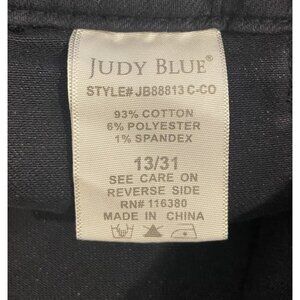 JUDY BLUE®
STYLE# JB88813 C-CO
93% COTTON
6% POLYESTER
1% SPANDEX
13/31
SEE CARE ON
REVERSE SIDE
RN# 116380
MADE IN CHINA